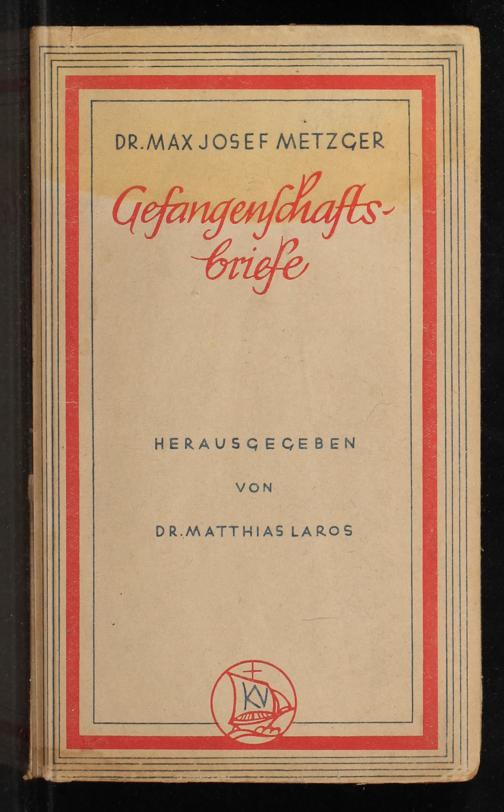 DR. MAX JOSEF METZGER
Gefangenschafts-
briefe
HERAUSGEGEBEN
VON
DR. MATTHIAS LAROS
KV